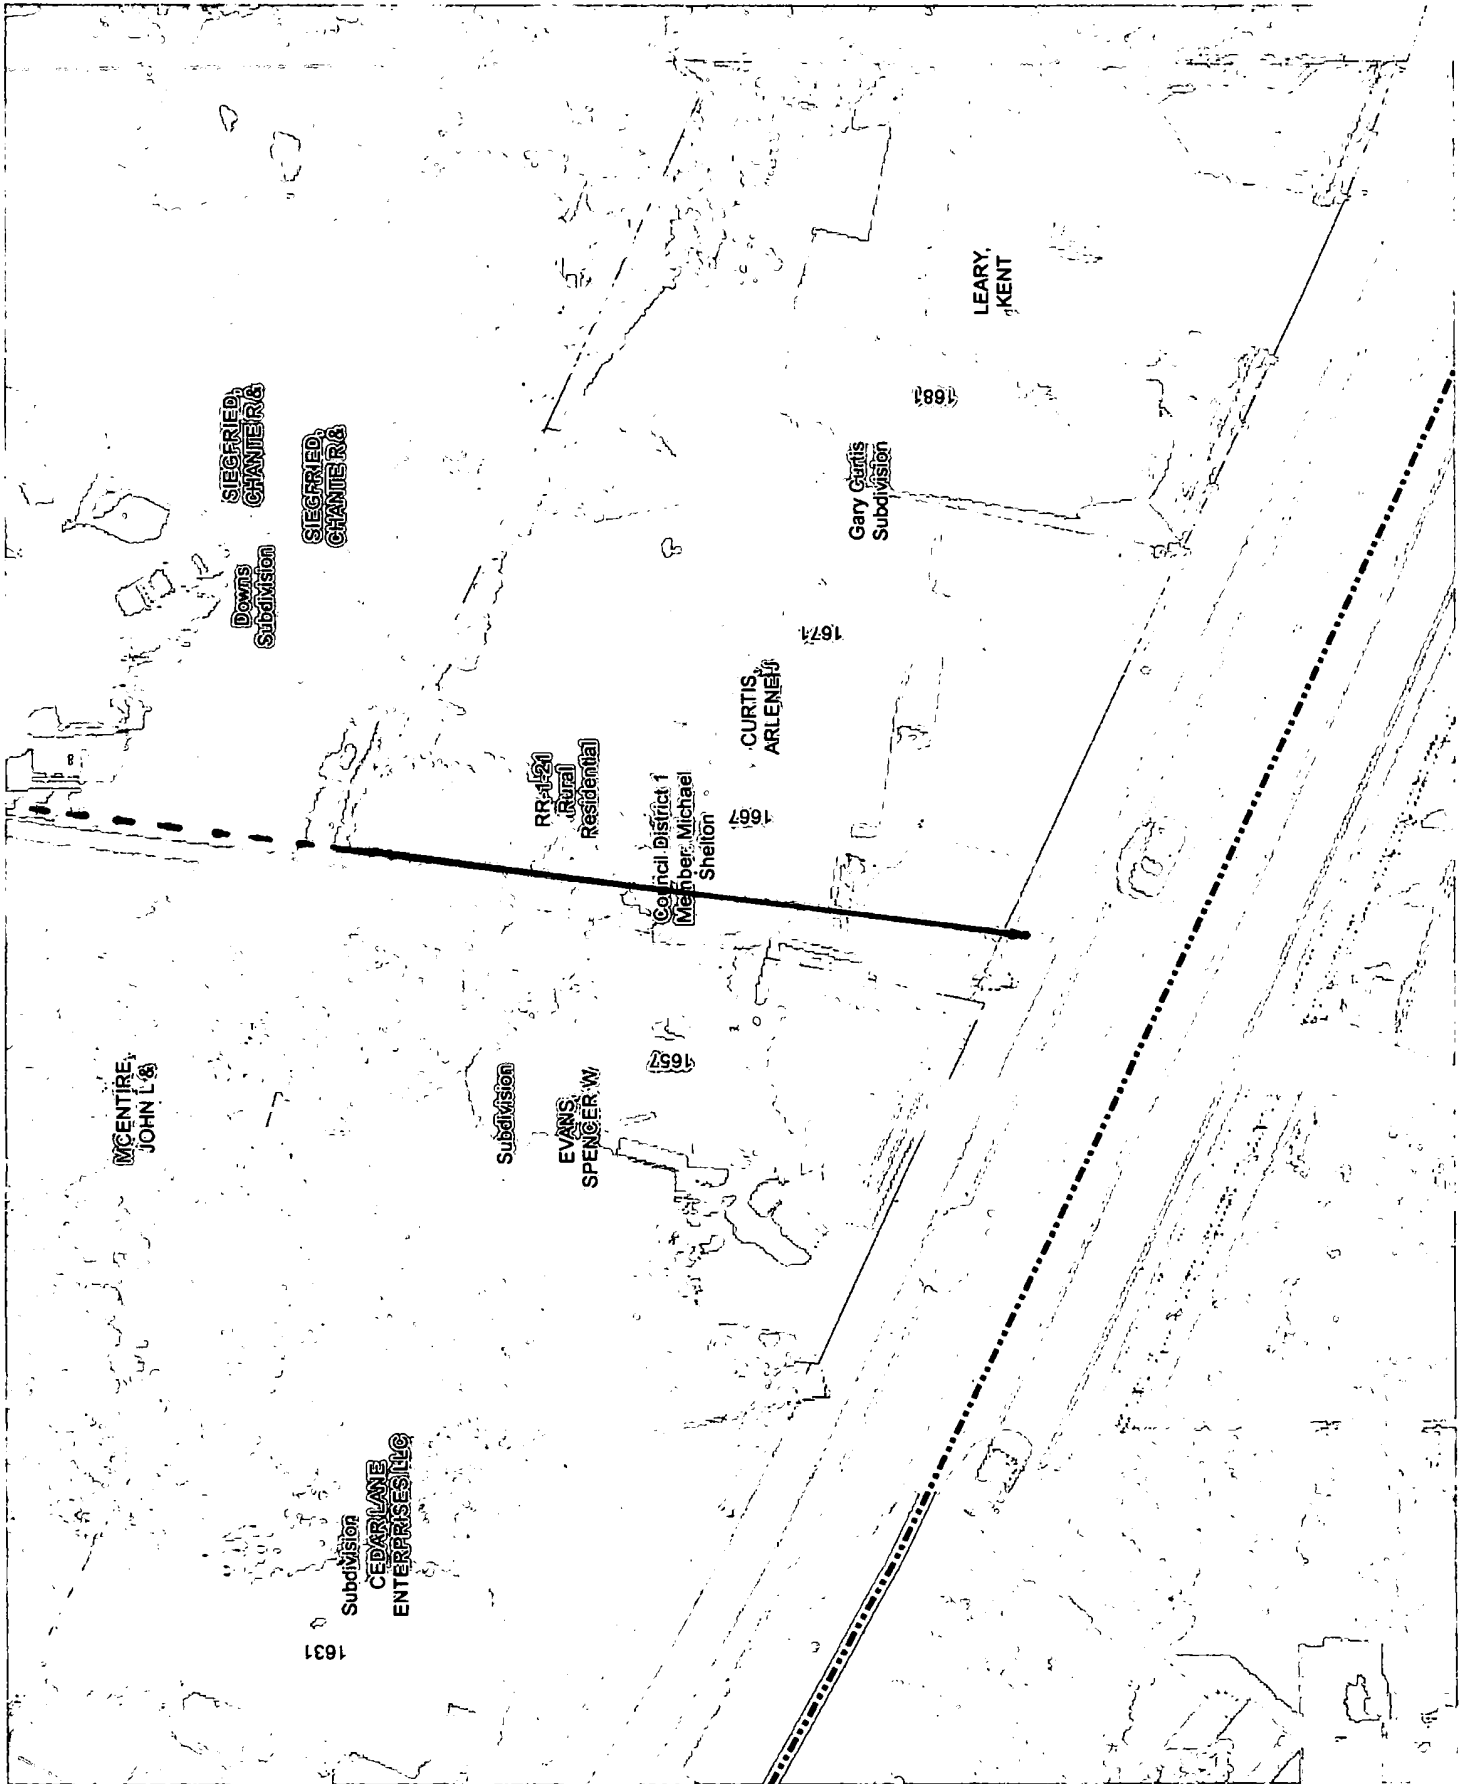 MCENTIRE,
JOHN L &
SIEGFRIED,
CHANTE R &
Downs
Subdivision
SIEGFRIED,
CHANTE R &
8
1631
Subdivision
CEDAR LANE
ENTERPRISES LLC
Subdivision
EVANS,
SPENCER W
1657
RR-1-21
Rural
Residential
Council District 1
Member: Michael
Shelton
1667
CURTIS,
ARLENE J
1671
Gary Curtis
Subdivision
1681
LEARY,
KENT